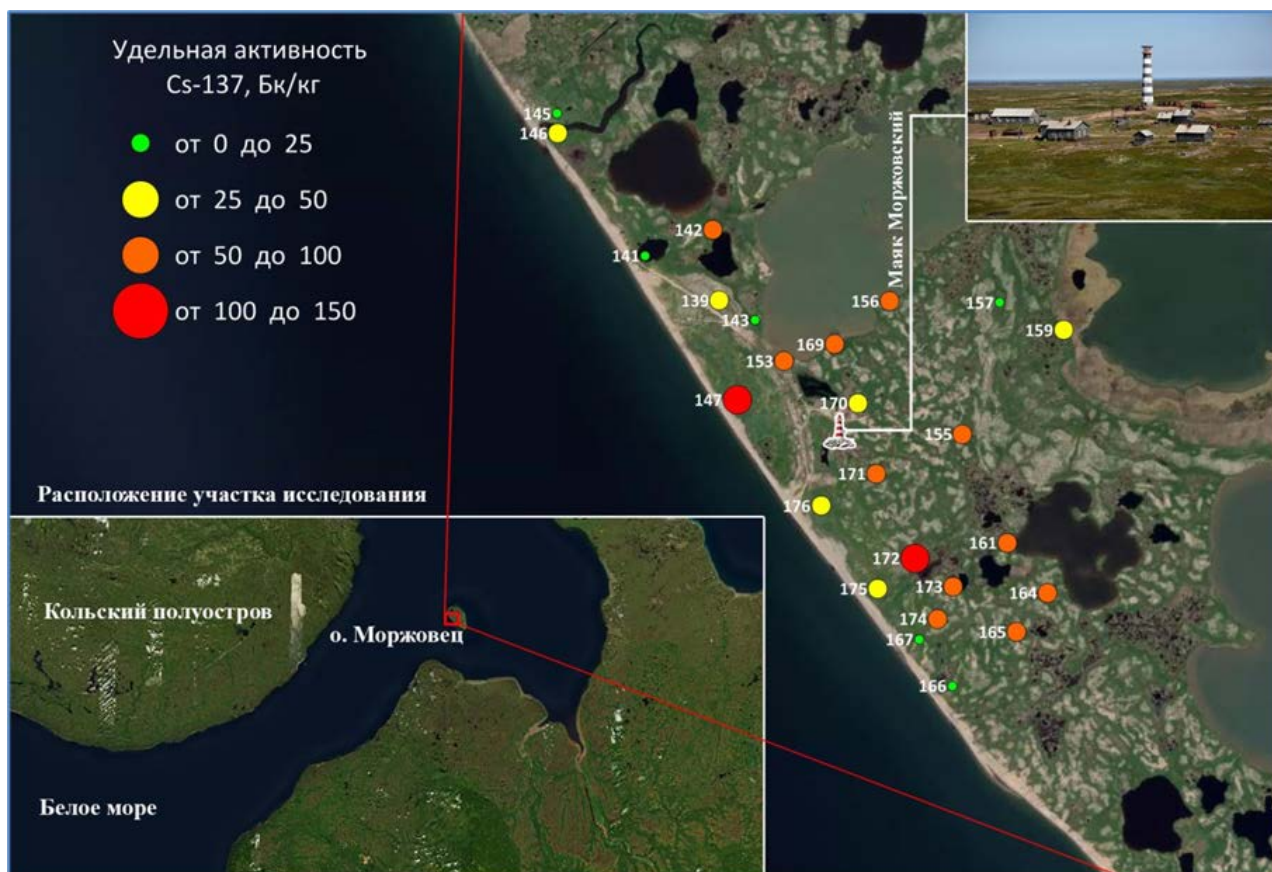 Удельная активность
Cs-137, Бк/кг
от 0 до 25
от 25 до 50
от 50 до 100
от 100 до 150
145
146
142
141
Маяк Моржовский
139
156
157
143
159
169
153
147
170
155
171
Расположение участка исследования
176
161
172
173
164
175
174
165
167
166
Кольский полуостров
о. Моржовец
Белое море